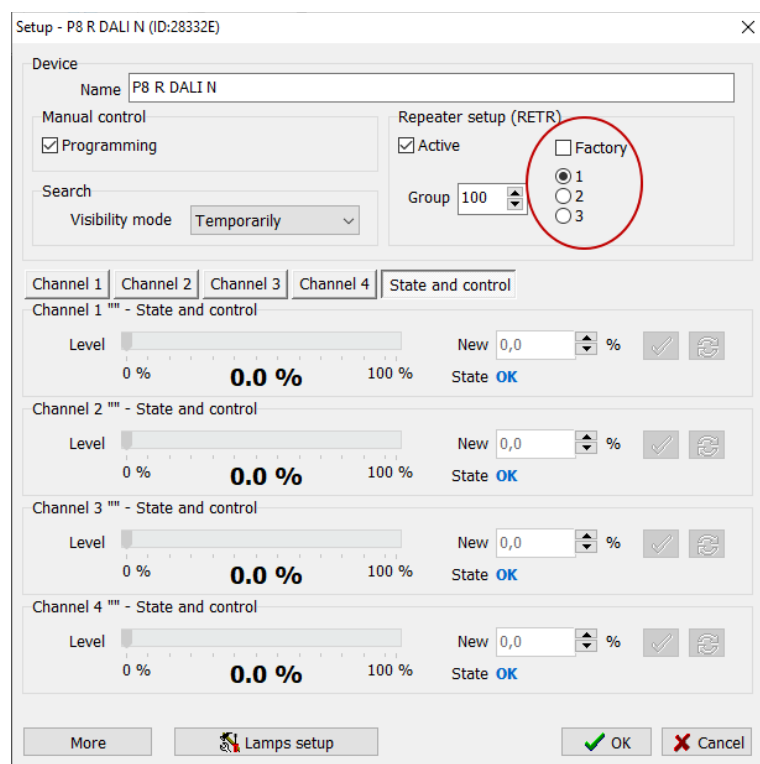 Setup - P8 R DALI N (ID:28332E)
Device
Name P8 R DALI N
Manual control
Programming
Repeater setup (RETR)
Active
Factory
Group 100
1
2
3
Search
Visibility mode Temporarily
Channel 1 Channel 2 Channel 3 Channel 4 State and control
Channel 1 "" - State and control
Level
New 0,0 %
0 % 0.0 % 100 %
State OK
Channel 2 "" - State and control
Level
New 0,0 %
0 % 0.0 % 100 %
State OK
Channel 3 "" - State and control
Level
New 0,0 %
0 % 0.0 % 100 %
State OK
Channel 4 "" - State and control
Level
New 0,0 %
0 % 0.0 % 100 %
State OK
More Lamps setup OK Cancel